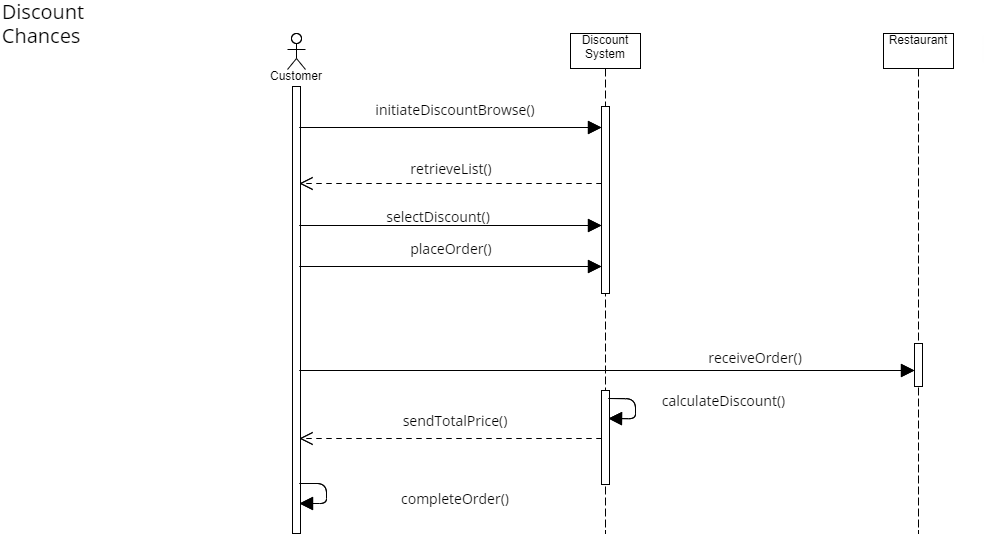 Discount
Chances
Customer
Discount
System
Restaurant
initiateDiscountBrowse()
retrieveList()
selectDiscount()
placeOrder()
receiveOrder()
calculateDiscount()
sendTotalPrice()
completeOrder()